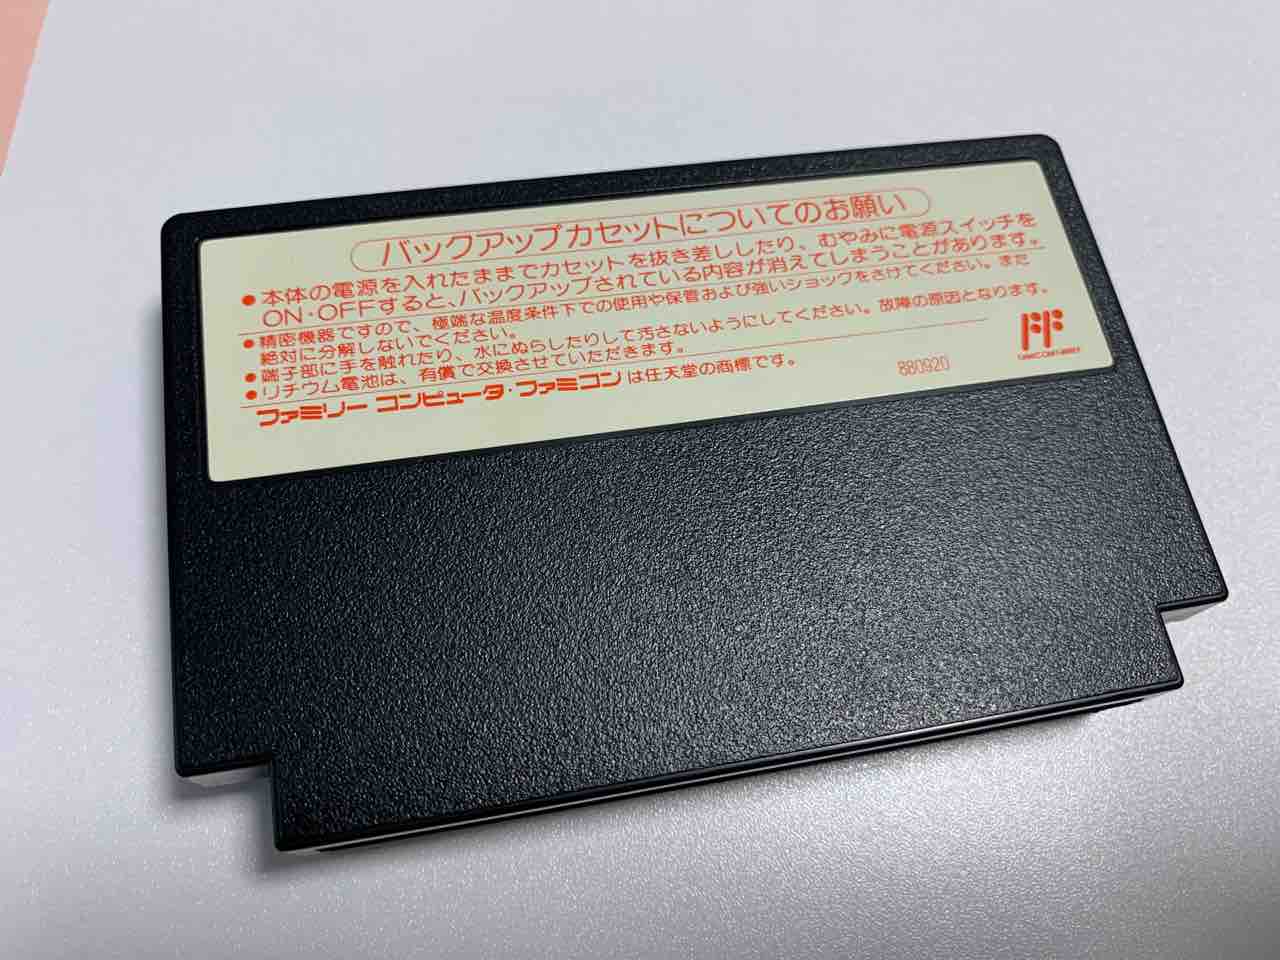 バックアップカセットについてのお願い
●本体の電源を入れたままでカセットを抜き差ししたり、むやみに電源スイッチを
ON・OFFすると、バックアップされている内容が消えてしまうことがあります。
●精密機器ですので、極端な温度条件下での使用や保管および強いショックをさけてください。また
絶対に分解しないでください。
●端子部に手を触れたり、水にぬらしたりして汚さないようにしてください。故障の原因となります。
●リチウム電池は、有償で交換させていただきます。
ファミリーコンピュータ・ファミコンは任天堂の商標です。
880920
FF
FAMICOM FAMILY